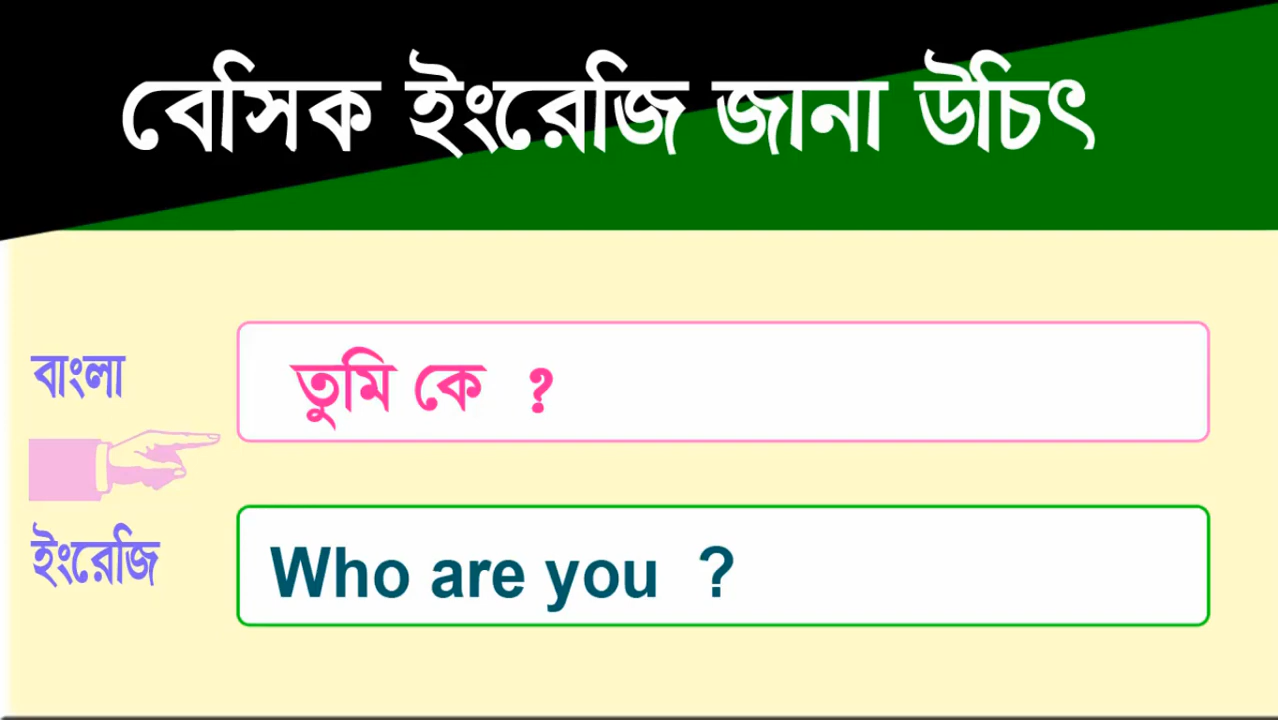 বেসিক ইংরেজি জানা উচিৎ
বাংলা
তুমি কে ?
ইংরেজি
Who are you ?